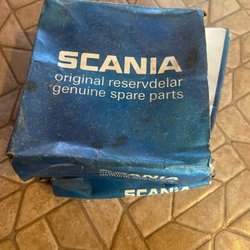 SCANIA
original reservdelar
genuine spare parts
SCANIA